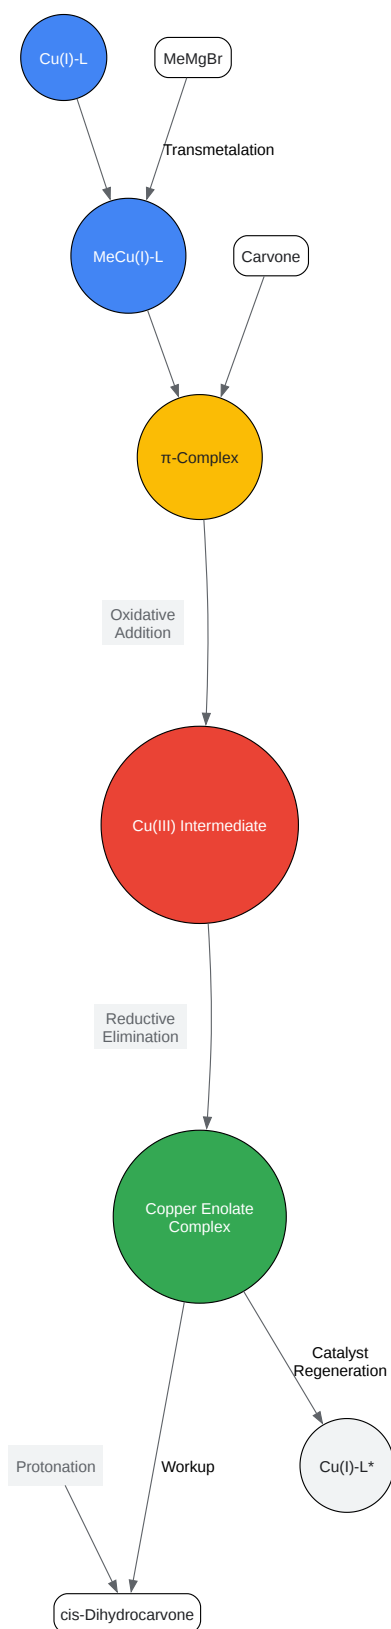 Cu(I)-L
MeMgBr
Transmetalation
MeCu(I)-L
Carvone
π-Complex
Oxidative
Addition
Cu(III) Intermediate
Reductive
Elimination
Copper Enolate
Complex
Catalyst
Regeneration
Protonation
Workup
Cu(I)-L*
cis-Dihydrocarvone